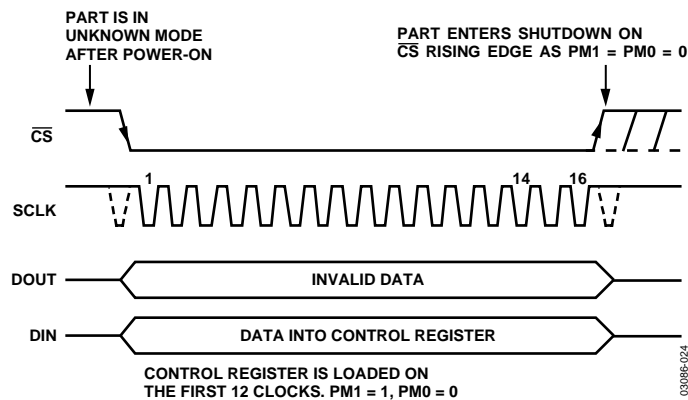 PART IS IN
UNKNOWN MODE
AFTER POWER-ON
PART ENTERS SHUTDOWN ON
CS RISING EDGE AS PM1 = PM0 = 0
CS
1
14
16
SCLK
DOUT
INVALID DATA
DIN
DATA INTO CONTROL REGISTER
CONTROL REGISTER IS LOADED ON
THE FIRST 12 CLOCKS. PM1 = 1, PM0 = 0
03086-024